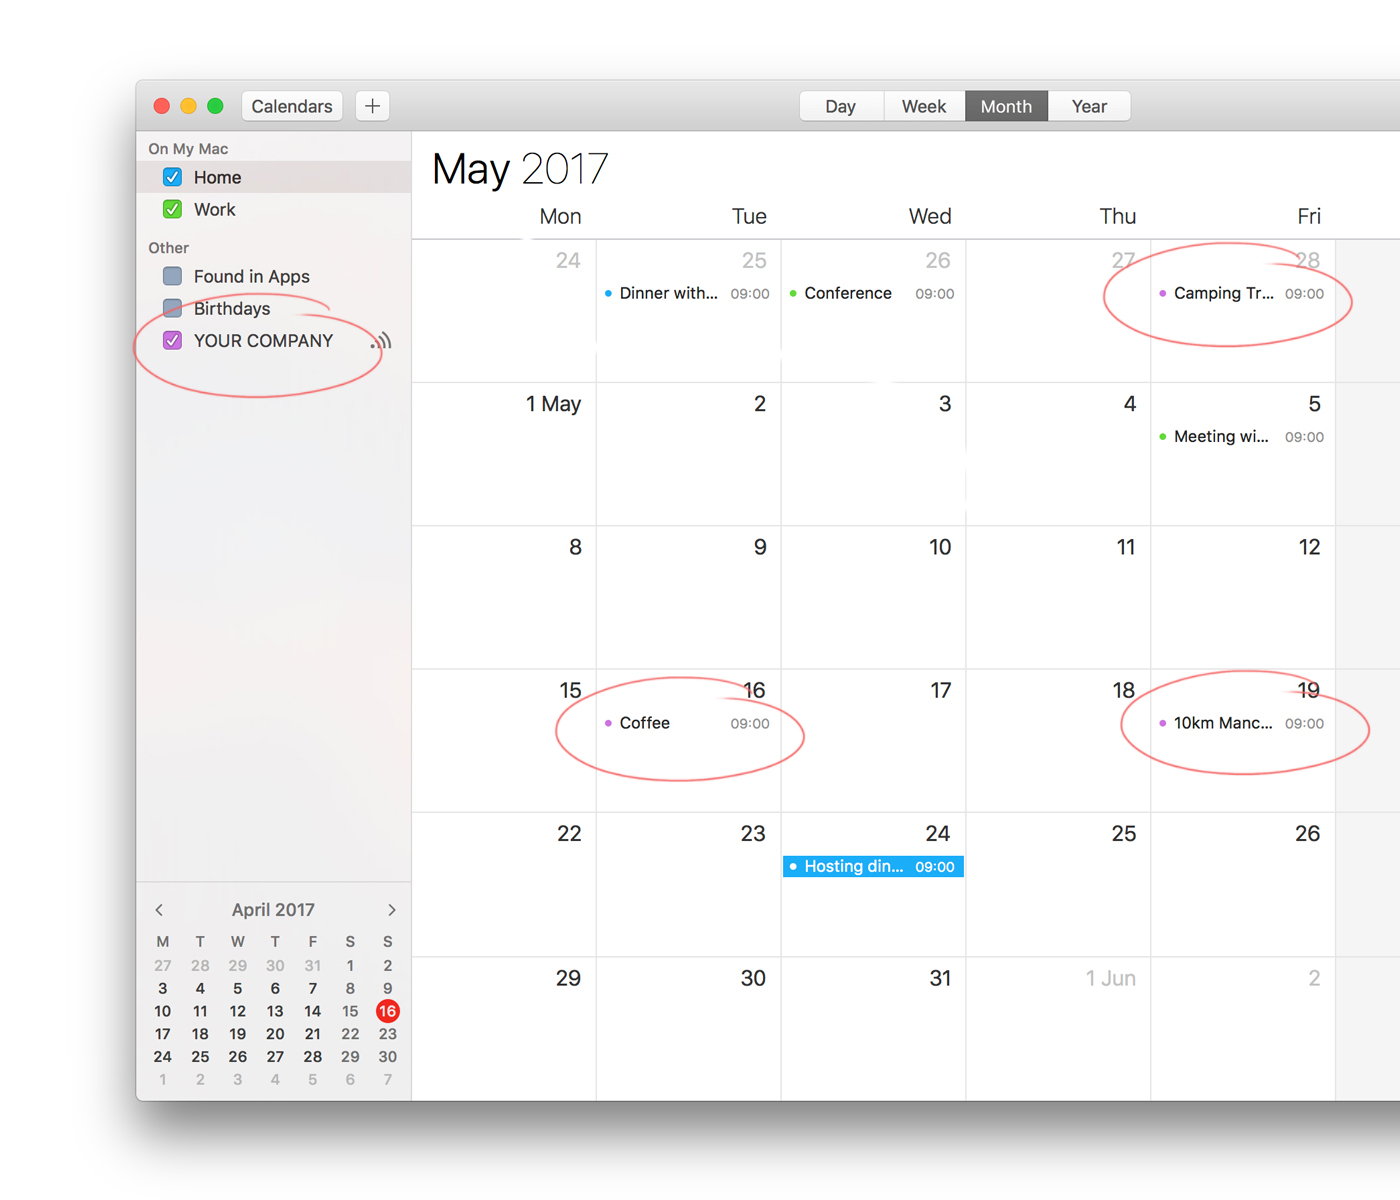 Calendars + Day Week Month Year
On My Mac
Home
Work
Other
Found in Apps
Birthdays
YOUR COMPANY
May 2017
Mon Tue Wed Thu Fri
24 25 26 27 28
Dinner with... 09:00 Conference 09:00 Camping Tr... 09:00
1 May 2 3 4 5
Meeting wi... 09:00
8 9 10 11 12
15 16 17 18 19
Coffee 09:00 10km Manc... 09:00
22 23 24 25 26
Hosting din... 09:00
29 30 31 1 Jun 2
April 2017
M T W T F S S
27 28 29 30 31 1 2
3 4 5 6 7 8 9
10 11 12 13 14 15 16
17 18 19 20 21 22 23
24 25 26 27 28 29 30
1 2 3 4 5 6 7